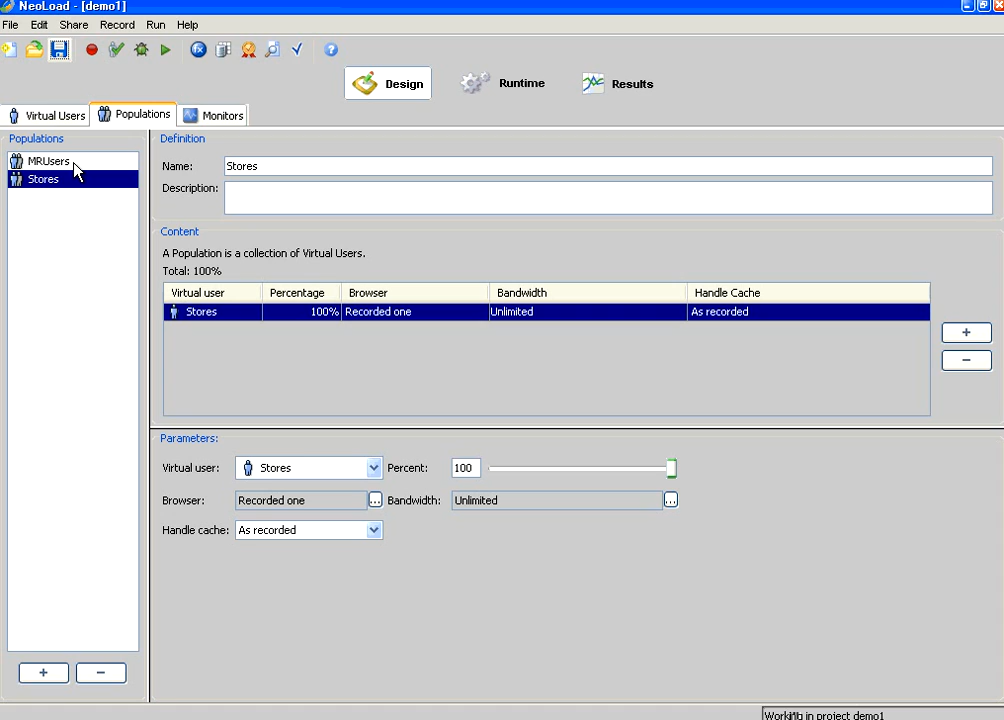 NeoLoad - [demo1]
File Edit Share Record Run Help
Design Runtime Results
Virtual Users Populations Monitors
Populations
MRUsers
Stores
Definition
Name: Stores
Description:
Content
A Population is a collection of Virtual Users.
Total: 100%
Virtual user Percentage Browser Bandwidth Handle Cache
Stores 100% Recorded one Unlimited As recorded
+
−
Parameters:
Virtual user: Stores Percent: 100
Browser: Recorded one ... Bandwidth: Unlimited ...
Handle cache: As recorded
+ −
Working in project demo1